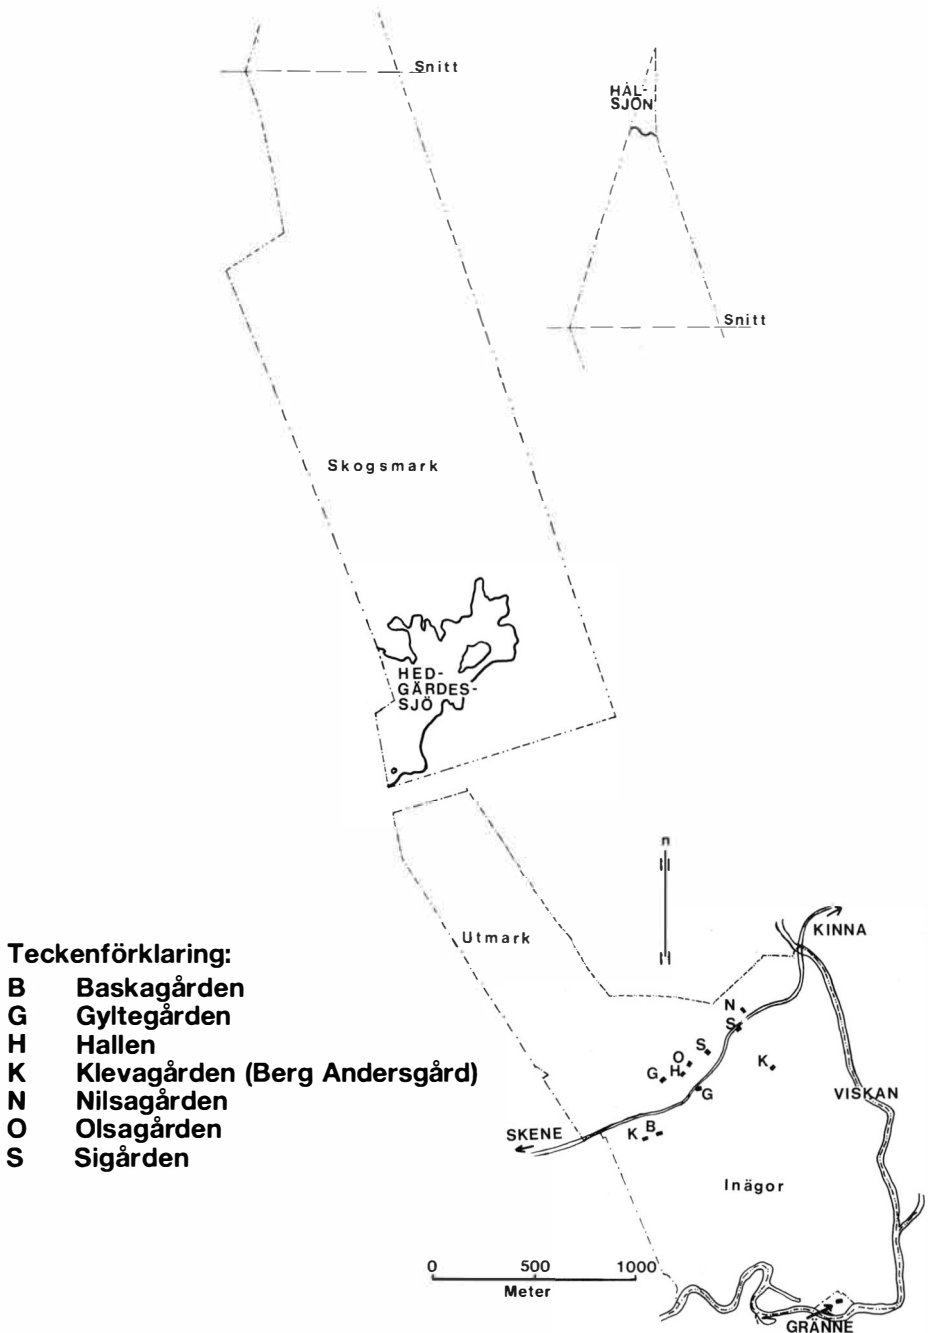 Snitt
HÅL-
SJÖN
Snitt
Skogsmark
HED-
GÄRDES-
SJÖ
n
KINNA
Utmark
Teckenförklaring:
B Baskagården
G Gyltegården
H Hallen
K Klevagården (Berg Andersgård)
N Nilsagården
O Olsagården
S Sigården
N
S
S
O
H
G
K
G
VISKAN
SKENE
K B
Inägor
0 500 1000
Meter
GRÄNNE